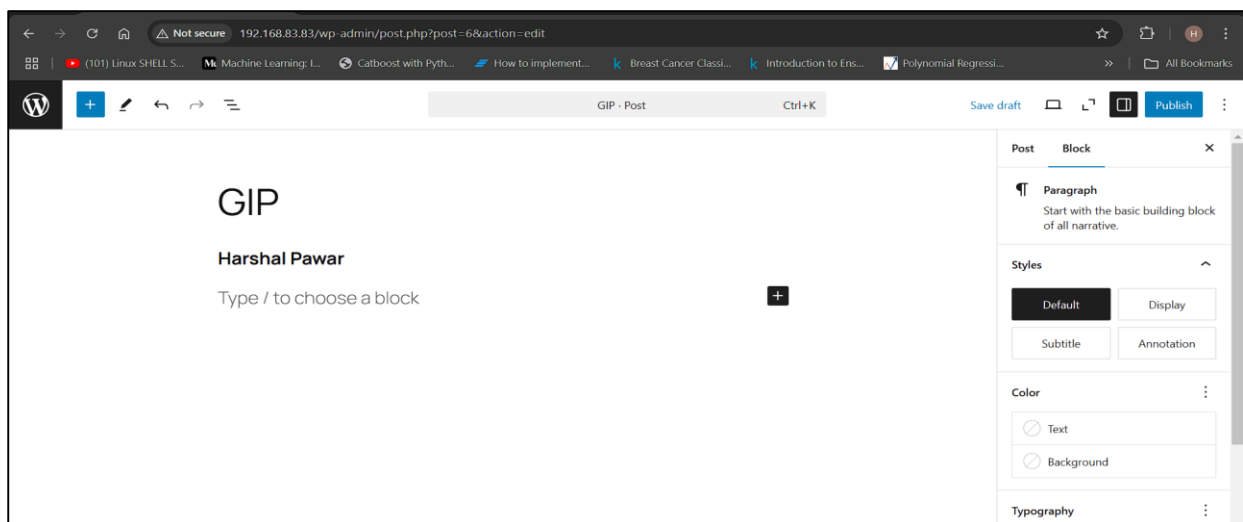 Not secure 192.168.83.83/wp-admin/post.php?post=6&action=edit
H
(101) Linux SHELL S... Machine Learning: I... Catboost with Pyth... How to implement... Breast Cancer Classi... Introduction to Ens... Polynomial Regressi... » All Bookmarks
GIP · Post Ctrl+K Save draft Publish
Post Block
GIP
Paragraph
Start with the basic building block
of all narrative.
Harshal Pawar
Styles
Type / to choose a block
Default Display
Subtitle Annotation
Color
Text
Background
Typography